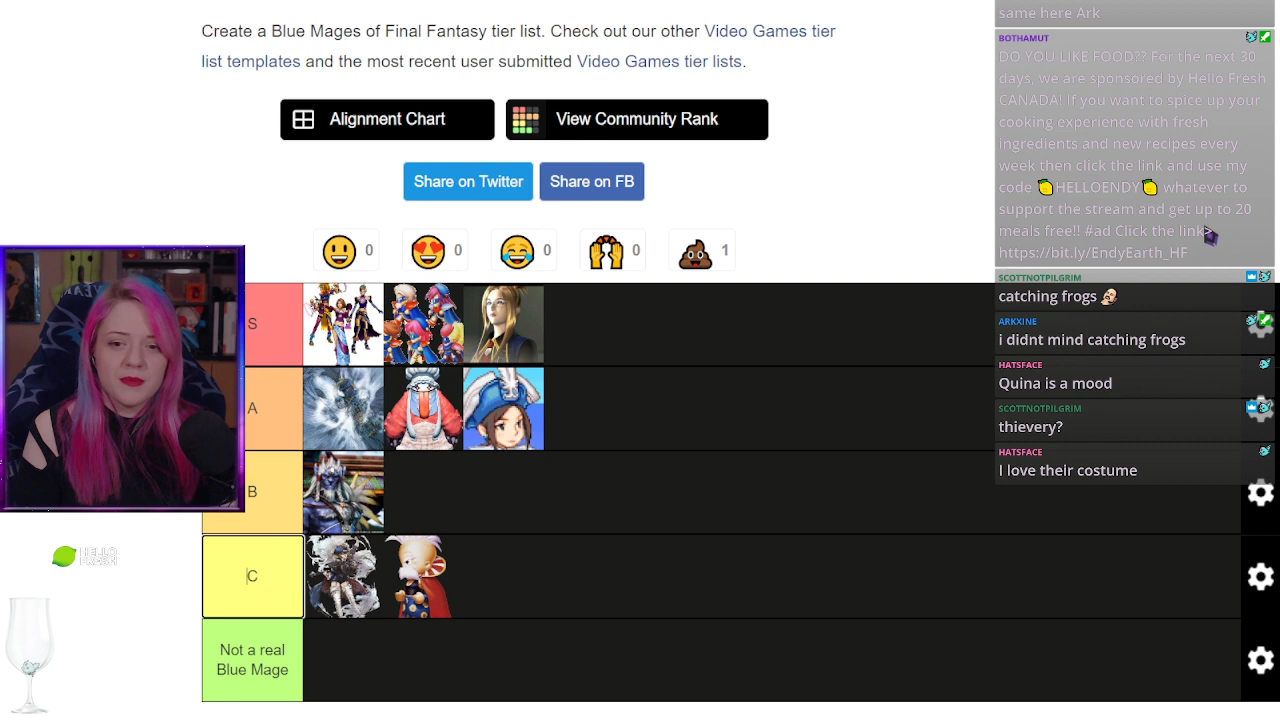 Create a Blue Mages of Final Fantasy tier list. Check out our other Video Games tier
list templates and the most recent user submitted Video Games tier lists.
Alignment Chart
View Community Rank
Share on Twitter
Share on FB
0
0
0
0
1
S
A
B
C
Not a real
Blue Mage
HELLO
FRESH
same here Ark
BOTHAMUT
DO YOU LIKE FOOD?? For the next 30
days, we are sponsored by Hello Fresh
CANADA! If you want to spice up your
cooking experience with fresh
ingredients and new recipes every
week then click the link and use my
code 🍋HELLOENDY🍋 whatever to
support the stream and get up to 20
meals free!! #ad Click the link>
https://bit.ly/EndyEarth_HF
SCOTTNOTPILGRIM
catching frogs
ARKXINE
i didnt mind catching frogs
HATSFACE
Quina is a mood
SCOTTNOTPILGRIM
thievery?
HATSFACE
I love their costume